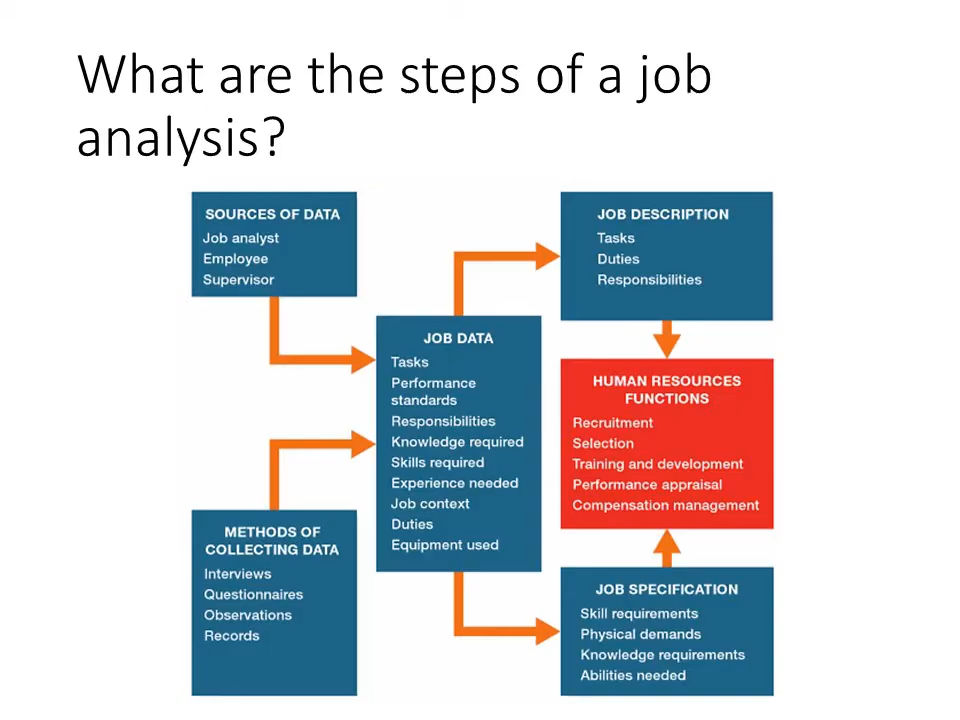 What are the steps of a job
analysis?
SOURCES OF DATA
Job analyst
Employee
Supervisor
METHODS OF
COLLECTING DATA
Interviews
Questionnaires
Observations
Records
JOB DATA
Tasks
Performance
standards
Responsibilities
Knowledge required
Skills required
Experience needed
Job context
Duties
Equipment used
JOB DESCRIPTION
Tasks
Duties
Responsibilities
HUMAN RESOURCES
FUNCTIONS
Recruitment
Selection
Training and development
Performance appraisal
Compensation management
JOB SPECIFICATION
Skill requirements
Physical demands
Knowledge requirements
Abilities needed